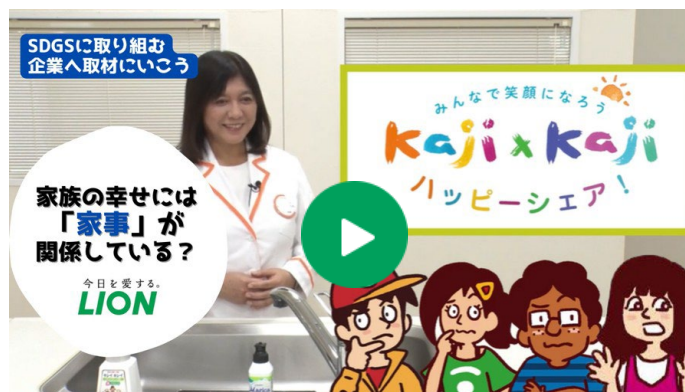 SDGSに取り組む
企業へ取材にいこう
家族の幸せには
「家事」が
関係している？
今日を愛する。
LION
みんなで笑顔になろう
Kaji×Kaji
ハッピーシェア！